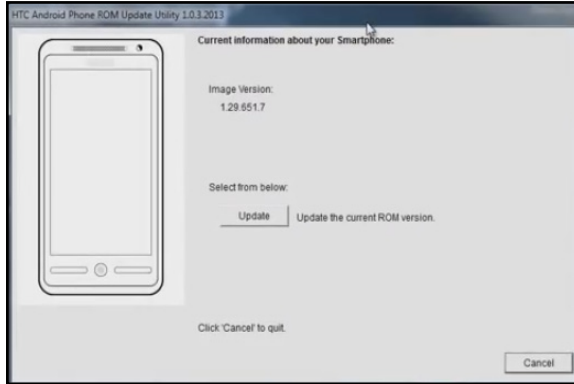 HTC Android Phone ROM Update Utility 1.0.3.2013
Current information about your Smartphone:
Image Version:
1.29.651.7
Select from below:
Update
Update the current ROM version.
Click 'Cancel' to quit.
Cancel